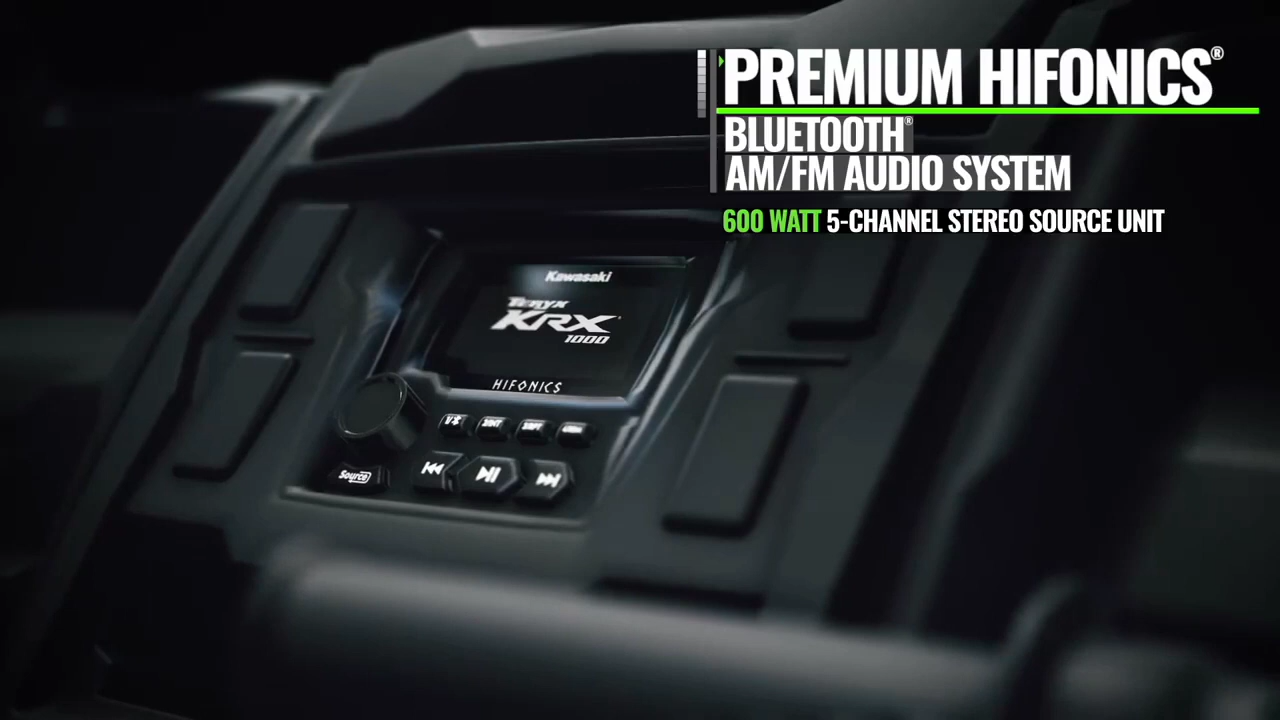 PREMIUM HIFONICS®
BLUETOOTH®
AM/FM AUDIO SYSTEM
600 WATT 5-CHANNEL STEREO SOURCE UNIT
Kawasaki
TERYX
KRX
1000
HIFONICS
Source